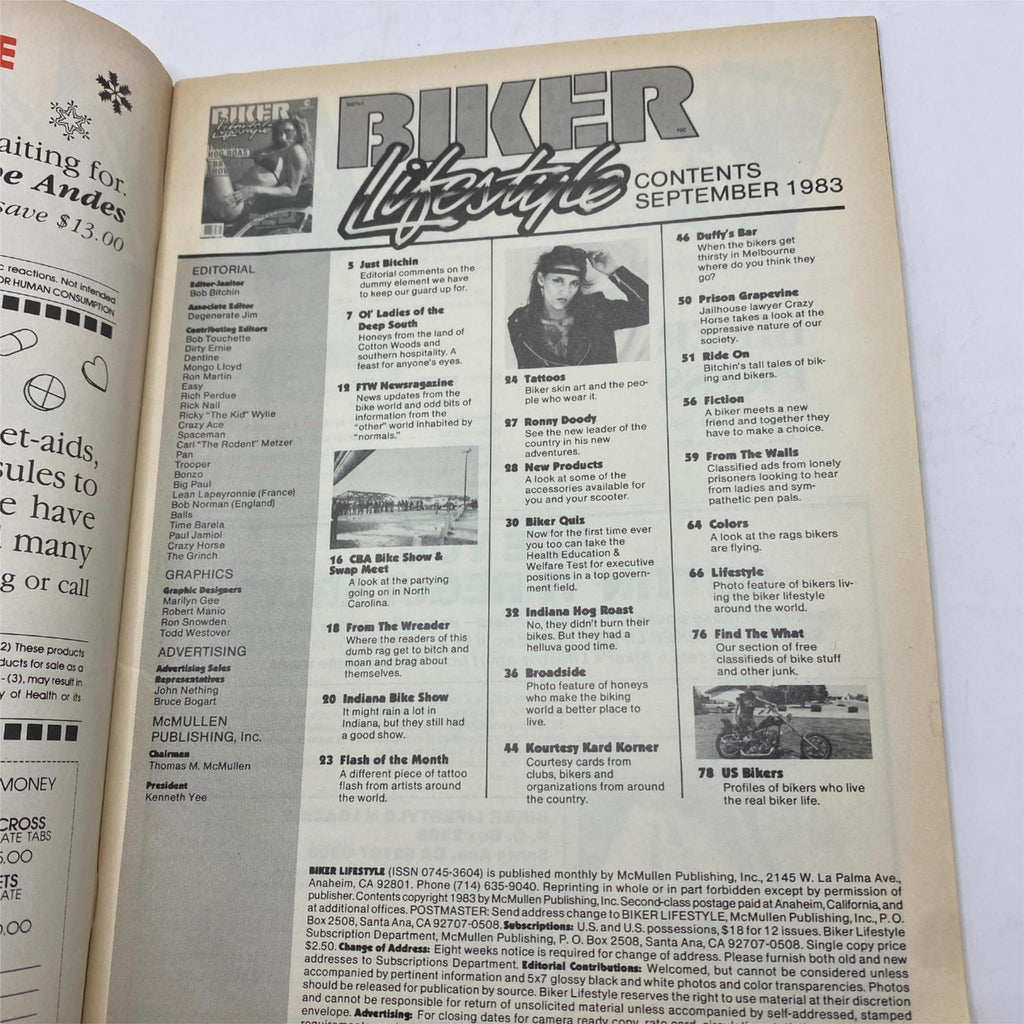 E
aiting for.
pe Andes
save $13.00
c reactions. Not intended
OR HUMAN CONSUMPTION
et-aids,
sules to
e have
many
g or call
2) These products
ducts for sale as a
- (3), may result in
y of Health or its
MONEY
CROSS
ATE TABS
5.00
ETS
ATE
0.00
BIKER
Lifestyle
BIKER
Lifestyle
CONTENTS
SEPTEMBER 1983
EDITORIAL
Editor-Janitor
Bob Bitchin
Associate Editor
Degenerate Jim
Contributing Editors
Bob Touchette
Dirty Ernie
Dentine
Mongo Lloyd
Ron Martin
Easy
Rich Perdue
Rick Nail
Ricky "The Kid" Wylie
Crazy Ace
Spaceman
Carl "The Rodent" Metzer
Pan
Trooper
Bonzo
Big Paul
Lean Lapeyronnie (France)
Bob Norman (England)
Balls
Time Barela
Paul Jamiol
Crazy Horse
The Grinch
GRAPHICS
Graphic Designers
Marilyn Gee
Robert Manio
Ron Snowden
Todd Westover
ADVERTISING
Advertising Sales
Representatives
John Nething
Bruce Bogart
McMULLEN
PUBLISHING, Inc.
Chairman
Thomas M. McMullen
President
Kenneth Yee
5 Just Bitchin
Editorial comments on the
dummy element we have
to keep our guard up for.
7 Ol' Ladies of the
Deep South
Honeys from the land of
Cotton Woods and
southern hospitality. A
feast for anyone's eyes.
12 FTW Newsragazine
News updates from the
bike world and odd bits of
information from the
"other" world inhabited by
"normals."
16 CBA Bike Show &
Swap Meet
A look at the partying
going on in North
Carolina.
18 From The Wreader
Where the readers of this
dumb rag get to bitch and
moan and brag about
themselves.
20 Indiana Bike Show
It might rain a lot in
Indiana, but they still had
a good show.
23 Flash of the Month
A different piece of tattoo
flash from artists around
the world.
24 Tattoos
Biker skin art and the peo-
ple who wear it.
27 Ronny Doody
See the new leader of the
country in his new
adventures.
28 New Products
A look at some of the
accessories available for
you and your scooter.
30 Biker Quiz
Now for the first time ever
you too can take the
Health Education &
Welfare Test for executive
positions in a top govern-
ment field.
32 Indiana Hog Roast
No, they didn't burn their
bikes. But they had a
helluva good time.
36 Broadside
Photo feature of honeys
who make the biking
world a better place to
live.
44 Kourtesy Kard Korner
Courtesy cards from
clubs, bikers and
organizations from around
the country.
46 Duffy's Bar
When the bikers get
thirsty in Melbourne
where do you think they
go?
50 Prison Grapevine
Jailhouse lawyer Crazy
Horse takes a look at the
oppressive nature of our
society.
51 Ride On
Bitchin's tall tales of bik-
ing and bikers.
56 Fiction
A biker meets a new
friend and together they
have to make a choice.
59 From The Walls
Classified ads from lonely
prisoners looking to hear
from ladies and sym-
pathetic pen pals.
64 Colors
A look at the rags bikers
are flying.
66 Lifestyle
Photo feature of bikers liv-
ing the biker lifestyle
around the world.
76 Find The What
Our section of free
classifieds of bike stuff
and other junk.
78 US Bikers
Profiles of bikers who live
the real biker life.
BIKER LIFESTYLE (ISSN 0745-3604) is published monthly by McMullen Publishing, Inc., 2145 W. La Palma Ave.,
Anaheim, CA 92801. Phone (714) 635-9040. Reprinting in whole or in part forbidden except by permission of
publisher. Contents copyright 1983 by McMullen Publishing, Inc. Second-class postage paid at Anaheim, California, and
at additional offices. POSTMASTER: Send address change to BIKER LIFESTYLE, McMullen Publishing, Inc., P. O.
Box 2508, Santa Ana, CA 92707-0508. Subscriptions: U.S. and U.S. possessions, $18 for 12 issues. Biker Lifestyle
Subscription Department, McMullen Publishing, P. O. Box 2508, Santa Ana, CA 92707-0508. Single copy price
$2.50. Change of Address: Eight weeks notice is required for change of address. Please furnish both old and new
addresses to Subscriptions Department. Editorial Contributions: Welcomed, but cannot be considered unless
accompanied by pertinent information and 5x7 glossy black and white photos and color transparencies. Photos
should be released for publication by source. Biker Lifestyle reserves the right to use material at their discretion
and cannot be responsible for return of unsolicited material unless accompanied by self-addressed, stamped
envelope. Advertising: For closing dates for camera ready copy, rate card,